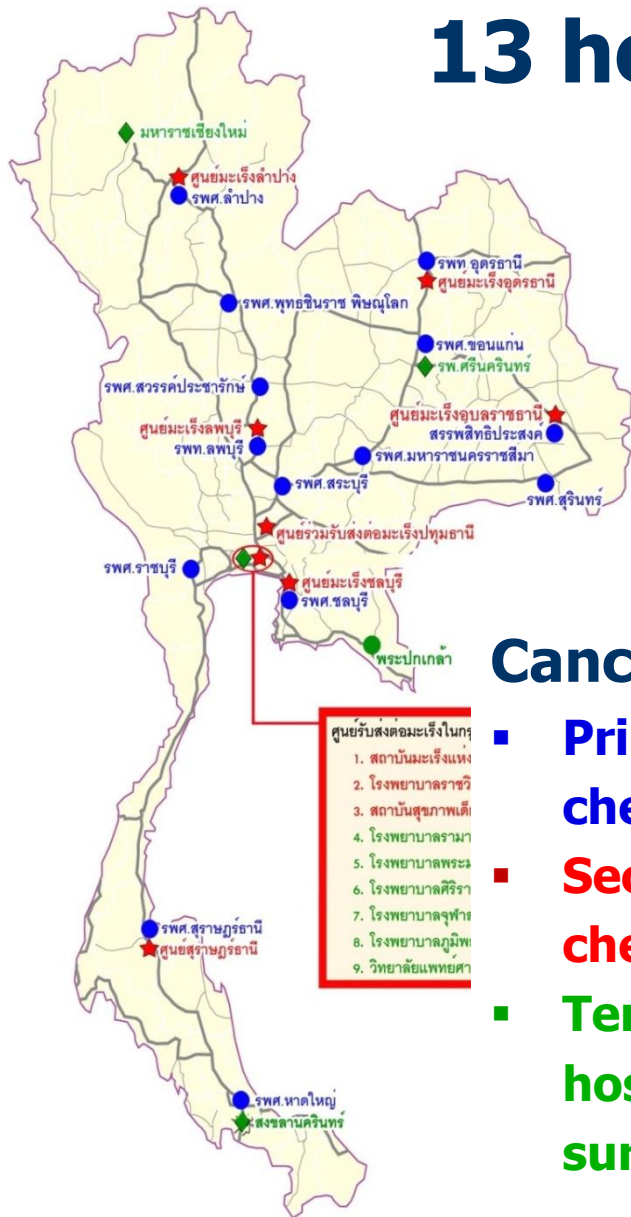 13 ho
มหาราชเชียงใหม่
ศูนย์มะเร็งลำปาง
รพศ.ลำปาง
รพท อุดรธานี
ศูนย์มะเร็งอุดรธานี
รพศ.พุทธชินราช พิษณุโลก
รพศ.ขอนแก่น
รพ.ศรีนครินทร์
รพศ.สวรรค์ประชารักษ์
ศูนย์มะเร็งอุบลราชธานี
สรรพสิทธิประสงค์
ศูนย์มะเร็งลพบุรี
รพท.ลพบุรี
รพศ.มหาราชนครราชสีมา
รพศ.สระบุรี
รพศ.สุรินทร์
ศูนย์ร่วมรับส่งต่อมะเร็งปทุมธานี
รพศ.ราชบุรี
ศูนย์มะเร็งชลบุรี
รพศ.ชลบุรี
พระปกเกล้า
Canc
▪ Pri
che
▪ Sec
che
▪ Ter
hos
sur
ศูนย์รับส่งต่อมะเร็งในกรุ
1. สถาบันมะเร็งแห่ง
2. โรงพยาบาลราชวิ
3. สถาบันสุขภาพเด็ก
4. โรงพยาบาลรามา
5. โรงพยาบาลพระม
6. โรงพยาบาลศิริรา
7. โรงพยาบาลจุฬาล
8. โรงพยาบาลภูมิพ
9. วิทยาลัยแพทย์ศา
รพศ.สุราษฎร์ธานี
ศูนย์สุราษฎร์ธานี
รพศ.หาดใหญ่
สงขลานครินทร์